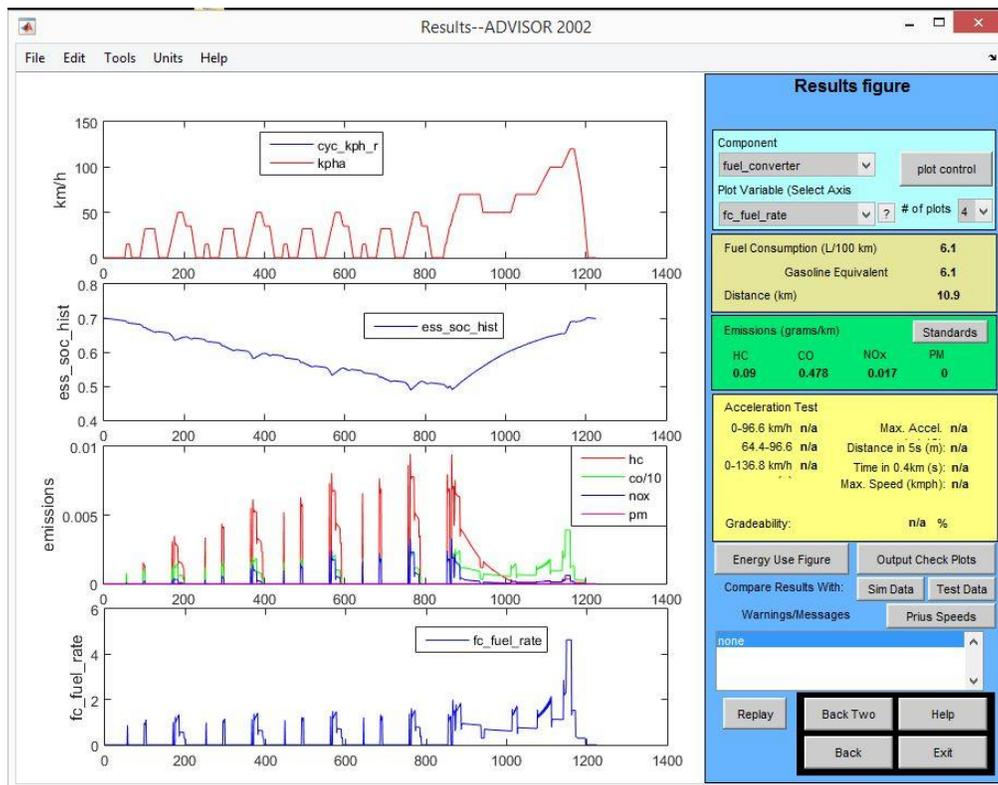 Results--ADVISOR 2002
File Edit Tools Units Help
150
100
50
0
km/h
cyc_kph_r
kpha
0 200 400 600 800 1000 1200 1400
0.8
0.7
0.6
0.5
0.4
ess_soc_hist
ess_soc_hist
0 200 400 600 800 1000 1200 1400
0.01
0.005
0
emissions
hc
co/10
nox
pm
0 200 400 600 800 1000 1200 1400
6
4
2
0
fc_fuel_rate
fc_fuel_rate
0 200 400 600 800 1000 1200 1400
Results figure
Component
fuel_converter
plot control
Plot Variable (Select Axis
fc_fuel_rate ? # of plots 4
Fuel Consumption (L/100 km) 6.1
Gasoline Equivalent 6.1
Distance (km) 10.9
Emissions (grams/km) Standards
HC CO NOx PM
0.09 0.478 0.017 0
Acceleration Test
0-96.6 km/h n/a Max. Accel. n/a
64.4-96.6 n/a Distance in 5s (m): n/a
0-136.8 km/h n/a Time in 0.4km (s): n/a
Max. Speed (kmph): n/a
Gradeability: n/a %
Energy Use Figure Output Check Plots
Compare Results With: Sim Data Test Data
Warnings/Messages Prius Speeds
none
Replay Back Two Help
Back Exit